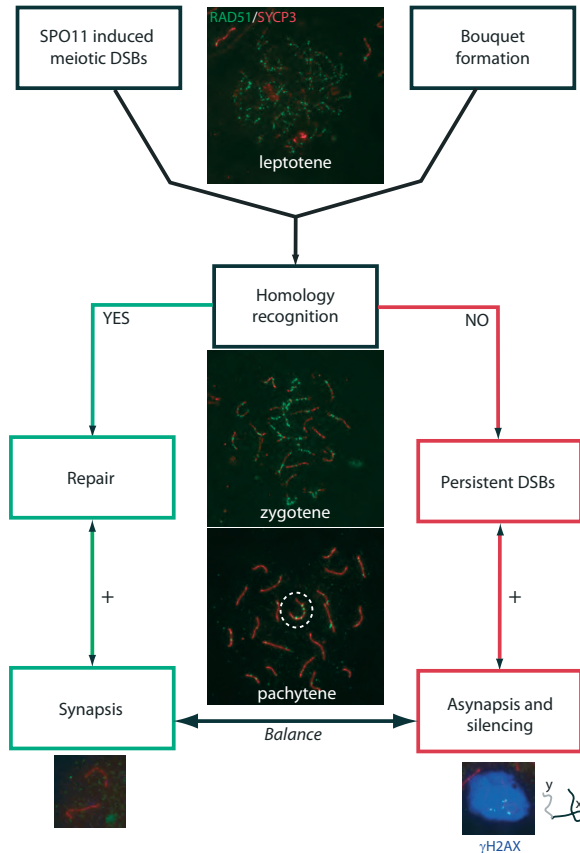 RAD51/SYCP3
SPO11 induced
meiotic DSBs
Bouquet
formation
leptotene
Homology
recognition
YES
NO
Repair
Persistent DSBs
zygotene
+
+
pachytene
Synapsis
Asynapsis and
silencing
Balance
y
x
γH2AX